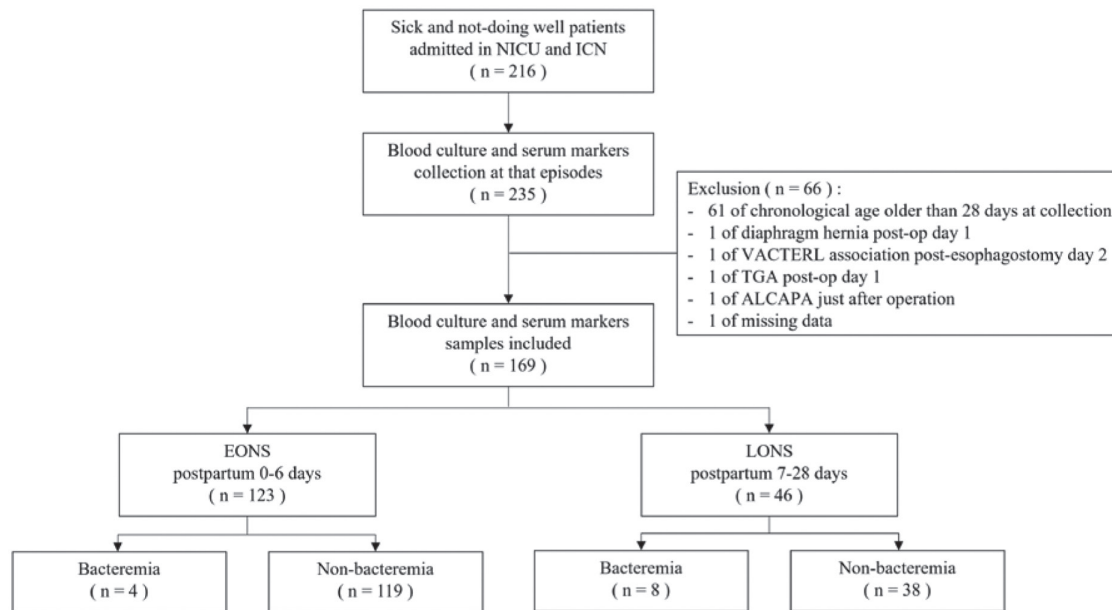 Sick and not-doing well patients
admitted in NICU and ICN
( n = 216 )
Blood culture and serum markers
collection at that episodes
( n = 235 )
Exclusion ( n = 66 ) :
- 61 of chronological age older than 28 days at collection
- 1 of diaphragm hernia post-op day 1
- 1 of VACTERL association post-esophagostomy day 2
- 1 of TGA post-op day 1
- 1 of ALCAPA just after operation
- 1 of missing data
Blood culture and serum markers
samples included
( n = 169 )
EONS
postpartum 0-6 days
( n = 123 )
LONS
postpartum 7-28 days
( n = 46 )
Bacteremia
( n = 4 )
Non-bacteremia
( n = 119 )
Bacteremia
( n = 8 )
Non-bacteremia
( n = 38 )